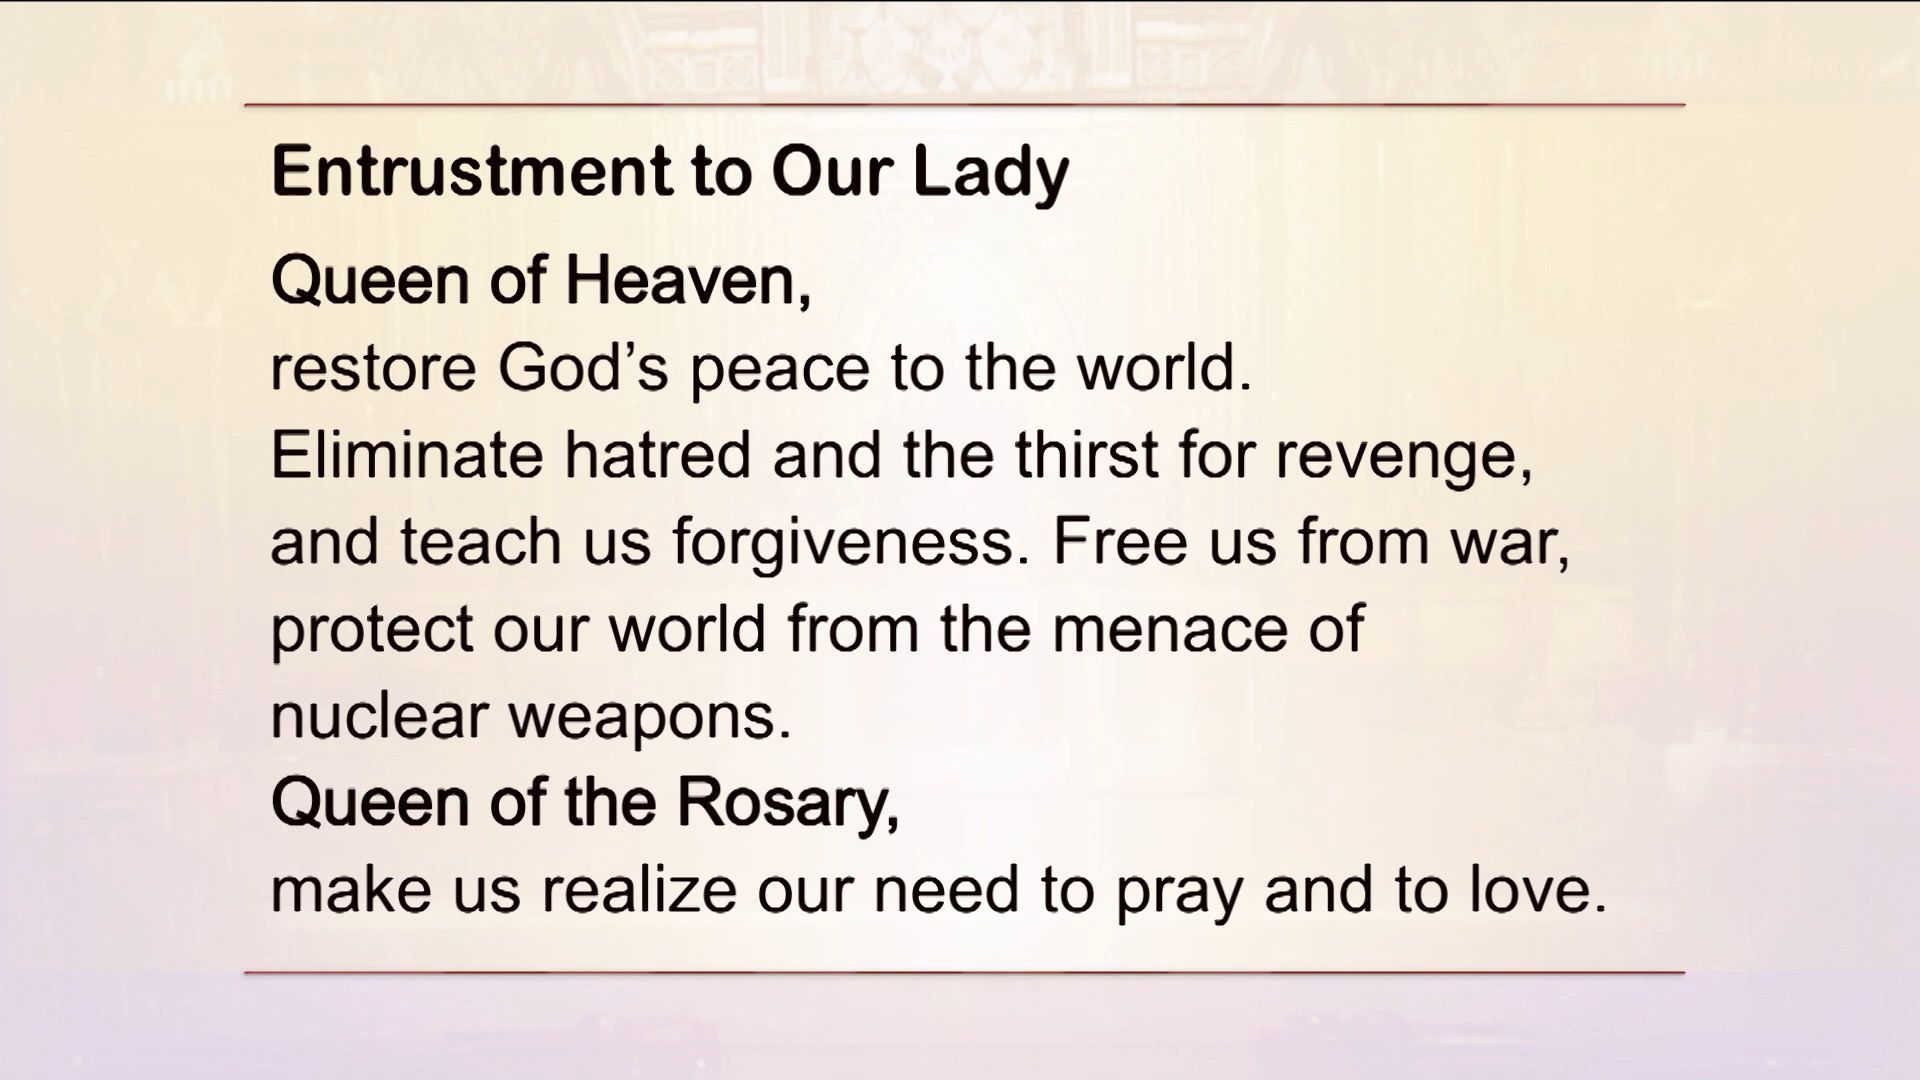 Entrustment to Our Lady
Queen of Heaven,
restore God’s peace to the world.
Eliminate hatred and the thirst for revenge,
and teach us forgiveness. Free us from war,
protect our world from the menace of
nuclear weapons.
Queen of the Rosary,
make us realize our need to pray and to love.